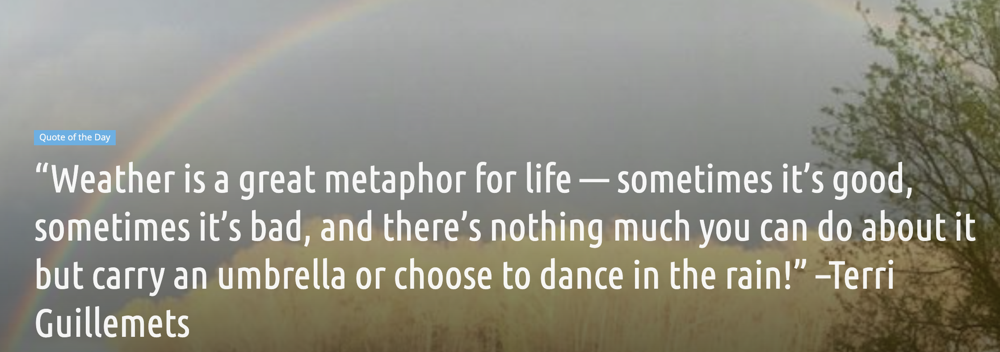 Quote of the Day
“Weather is a great metaphor for life — sometimes it’s good,
sometimes it’s bad, and there’s nothing much you can do about it
but carry an umbrella or choose to dance in the rain!” –Terri
Guillemets